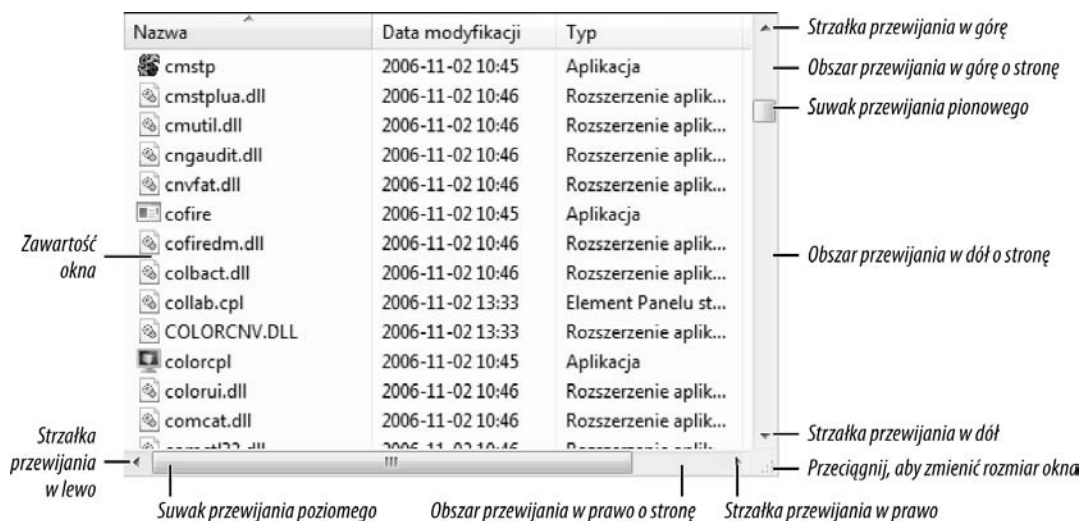 Nazwa Data modyfikacji Typ
Strzałka przewijania w górę
cmstp 2006-11-02 10:45 Aplikacja
Obszar przewijania w górę o stronę
cmstplua.dll 2006-11-02 10:46 Rozszerzenie aplik...
Suwak przewijania pionowego
cmutil.dll 2006-11-02 10:46 Rozszerzenie aplik...
cngaudit.dll 2006-11-02 10:46 Rozszerzenie aplik...
cnvfat.dll 2006-11-02 10:46 Rozszerzenie aplik...
cofire 2006-11-02 10:45 Aplikacja
Zawartość
okna
cofiredm.dll 2006-11-02 10:46 Rozszerzenie aplik...
Obszar przewijania w dół o stronę
colbact.dll 2006-11-02 10:46 Rozszerzenie aplik...
collab.cpl 2006-11-02 13:33 Element Panelu st...
COLORCNV.DLL 2006-11-02 13:33 Rozszerzenie aplik...
colorcpl 2006-11-02 10:45 Aplikacja
colorui.dll 2006-11-02 10:46 Rozszerzenie aplik...
comcat.dll 2006-11-02 10:46 Rozszerzenie aplik...
Strzałka przewijania w dół
Strzałka
przewijania
w lewo
Przeciągnij, aby zmienić rozmiar okna
Suwak przewijania poziomego
Obszar przewijania w prawo o stronę
Strzałka przewijania w prawo